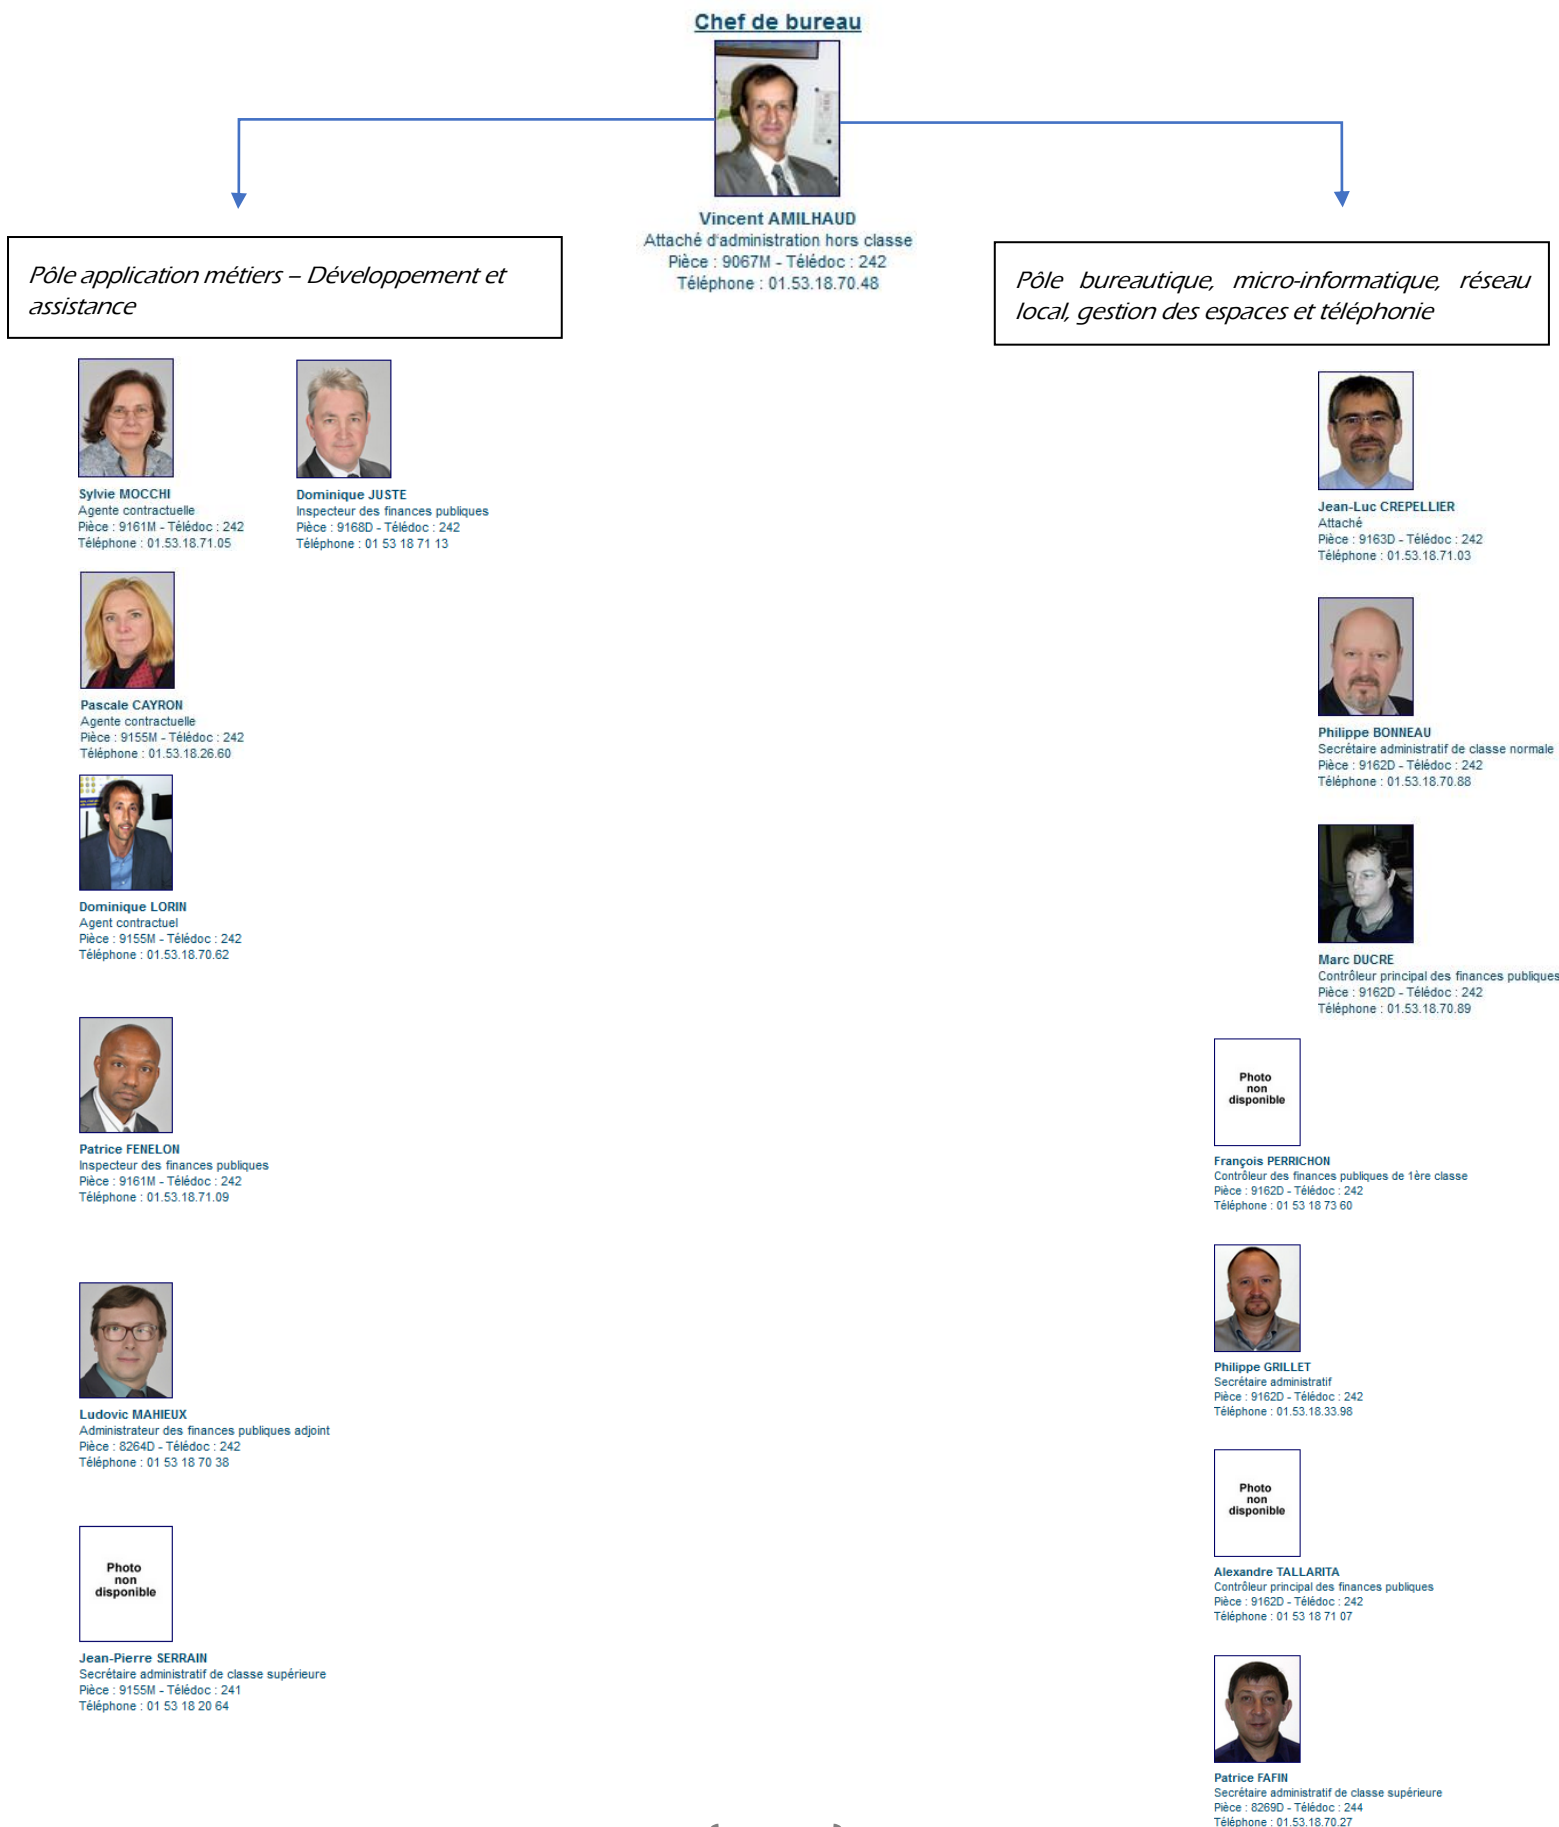 Chef de bureau
Vincent AMILHAUD
Attaché d'administration hors classe
Pièce : 9067M - Télédoc : 242
Téléphone : 01.53.18.70.48
Pôle application métiers – Développement et
assistance
Pôle bureautique, micro-informatique, réseau
local, gestion des espaces et téléphonie
Sylvie MOCCHI
Agente contractuelle
Pièce : 9161M - Télédoc : 242
Téléphone : 01.53.18.71.05
Dominique JUSTE
Inspecteur des finances publiques
Pièce : 9168D - Télédoc : 242
Téléphone : 01 53 18 71 13
Pascale CAYRON
Agente contractuelle
Pièce : 9155M - Télédoc : 242
Téléphone : 01.53.18.26.60
Dominique LORIN
Agent contractuel
Pièce : 9155M - Télédoc : 242
Téléphone : 01.53.18.70.62
Patrice FENELON
Inspecteur des finances publiques
Pièce : 9161M - Télédoc : 242
Téléphone : 01.53.18.71.09
Ludovic MAHIEUX
Administrateur des finances publiques adjoint
Pièce : 8264D - Télédoc : 242
Téléphone : 01 53 18 70 38
Photo
non
disponible
Jean-Pierre SERRAIN
Secrétaire administratif de classe supérieure
Pièce : 9155M - Télédoc : 241
Téléphone : 01 53 18 20 64
Jean-Luc CREPELLIER
Attaché
Pièce : 9163D - Télédoc : 242
Téléphone : 01.53.18.71.03
Philippe BONNEAU
Secrétaire administratif de classe normale
Pièce : 9162D - Télédoc : 242
Téléphone : 01.53.18.70.88
Marc DUCRE
Contrôleur principal des finances publiques
Pièce : 9162D - Télédoc : 242
Téléphone : 01.53.18.70.89
Photo
non
disponible
François PERRICHON
Contrôleur des finances publiques de 1ère classe
Pièce : 9162D - Télédoc : 242
Téléphone : 01 53 18 73 60
Philippe GRILLET
Secrétaire administratif
Pièce : 9162D - Télédoc : 242
Téléphone : 01.53.18.33.98
Photo
non
disponible
Alexandre TALLARITA
Contrôleur principal des finances publiques
Pièce : 9162D - Télédoc : 242
Téléphone : 01 53 18 71 07
Patrice FAFIN
Secrétaire administratif de classe supérieure
Pièce : 8269D - Télédoc : 244
Téléphone : 01.53.18.70.27